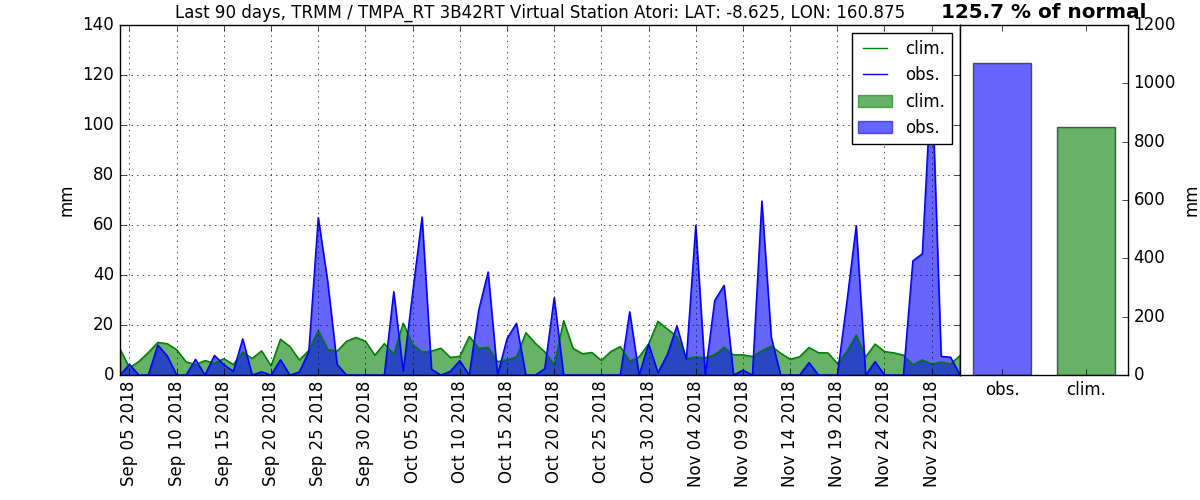 Last 90 days, TRMM / TMPA_RT 3B42RT Virtual Station Atori: LAT: -8.625, LON: 160.875
125.7 % of normal
140
120
100
80
60
40
20
0
mm
clim.
obs.
clim.
obs.
1200
1000
800
600
400
200
0
mm
Sep 05 2018
Sep 10 2018
Sep 15 2018
Sep 20 2018
Sep 25 2018
Sep 30 2018
Oct 05 2018
Oct 10 2018
Oct 15 2018
Oct 20 2018
Oct 25 2018
Oct 30 2018
Nov 04 2018
Nov 09 2018
Nov 14 2018
Nov 19 2018
Nov 24 2018
Nov 29 2018
obs.
clim.